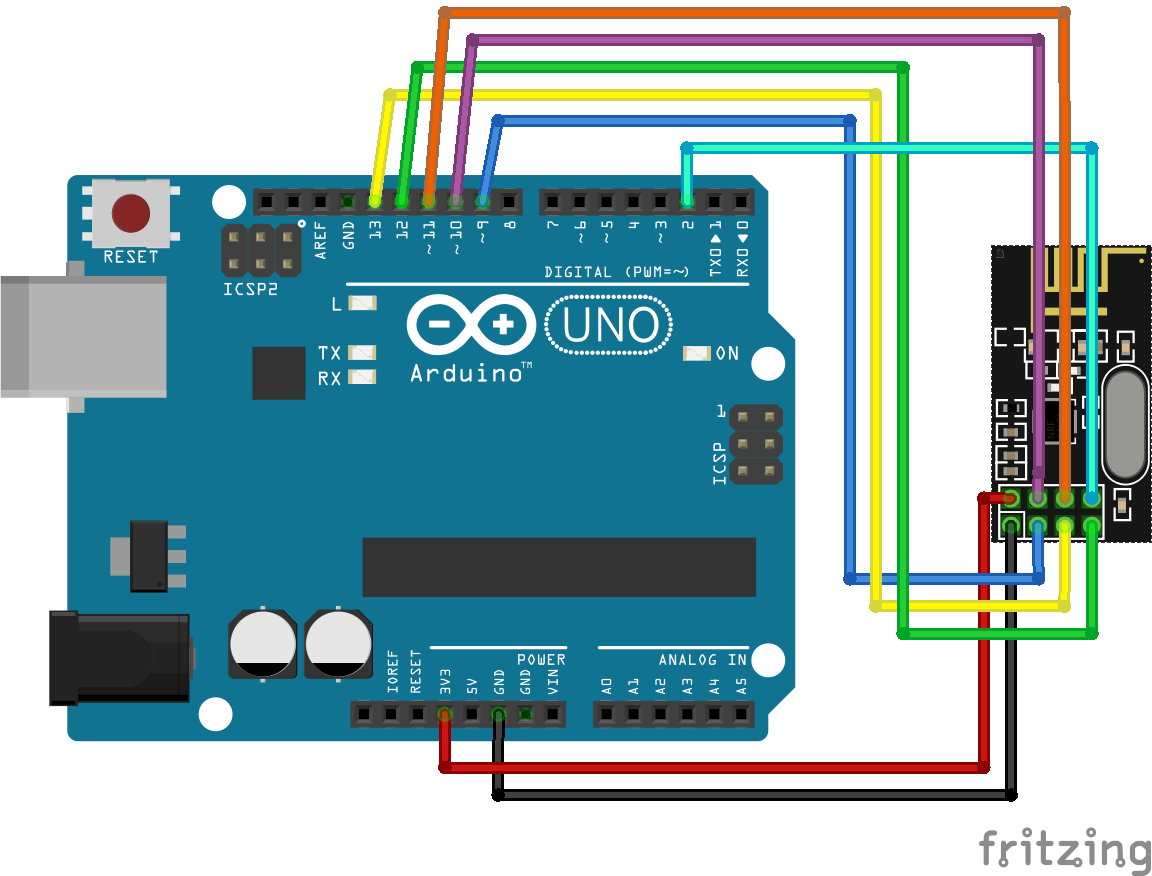 RESET
ICSP2
AREF
GND
13
12
~11
~10
~9
8
7
~6
~5
4
~3
2
TX0▶1
RX0◀0
DIGITAL (PWM=~)
L
TX
RX
UNO
Arduino™
ON
1
ICSP
IOREF
RESET
3V3
5V
GND
GND
VIN
POWER
ANALOG IN
A0
A1
A2
A3
A4
A5
fritzing